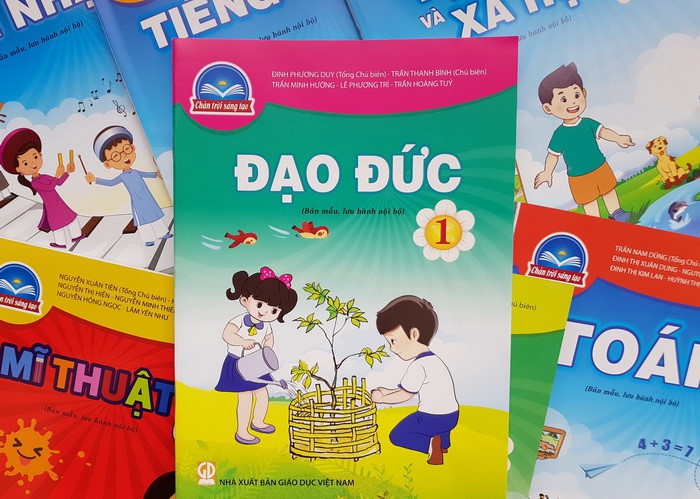 TIẾNG
VÀ
XÃ
ĐINH PHƯƠNG DUY (Tổng Chủ biên) - TRẦN THANH BÌNH (Chủ biên)
TRẦN MINH HƯỜNG - LÊ PHƯƠNG TRÍ - TRẦN HOÀNG TUÝ
Chân trời sáng tạo
ĐẠO ĐỨC
(Bản mẫu, lưu hành nội bộ)
1
NHÀ XUẤT BẢN GIÁO DỤC VIỆT NAM
Chân trời sáng tạo
NGUYỄN XUÂN TIÊN (Tổng Chủ biên)
NGUYỄN THỊ HIỀN - NGUYỄN MINH THIÊN
NGUYỄN HỒNG NGỌC - LÂM YẾN NHƯ
MĨ THUẬT
(Bản mẫu, lưu hành nội bộ)
Chân trời sáng tạo
TRẦN NAM DŨNG (Tổng Chủ
ĐINH THỊ XUÂN DUNG - NGUYỄN
ĐINH THỊ KIM LAN - HUỲNH THỊ
TOÁN
(Bản mẫu, lưu hành nội bộ)
4 + 3 = 7